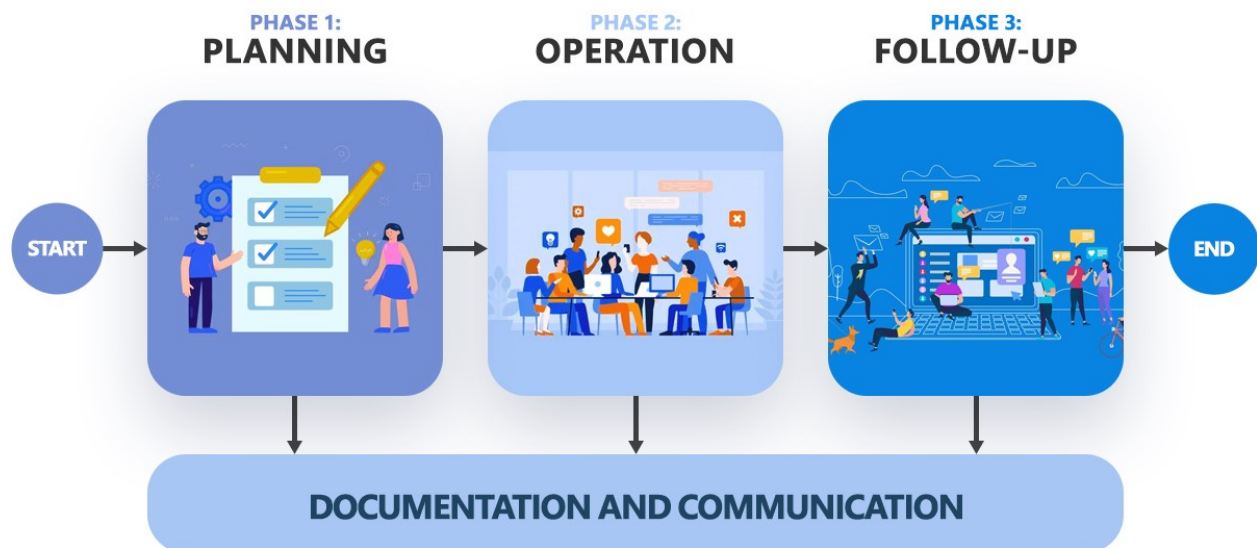 PHASE 1:
PLANNING
PHASE 2:
OPERATION
PHASE 3:
FOLLOW-UP
START
END
DOCUMENTATION AND COMMUNICATION